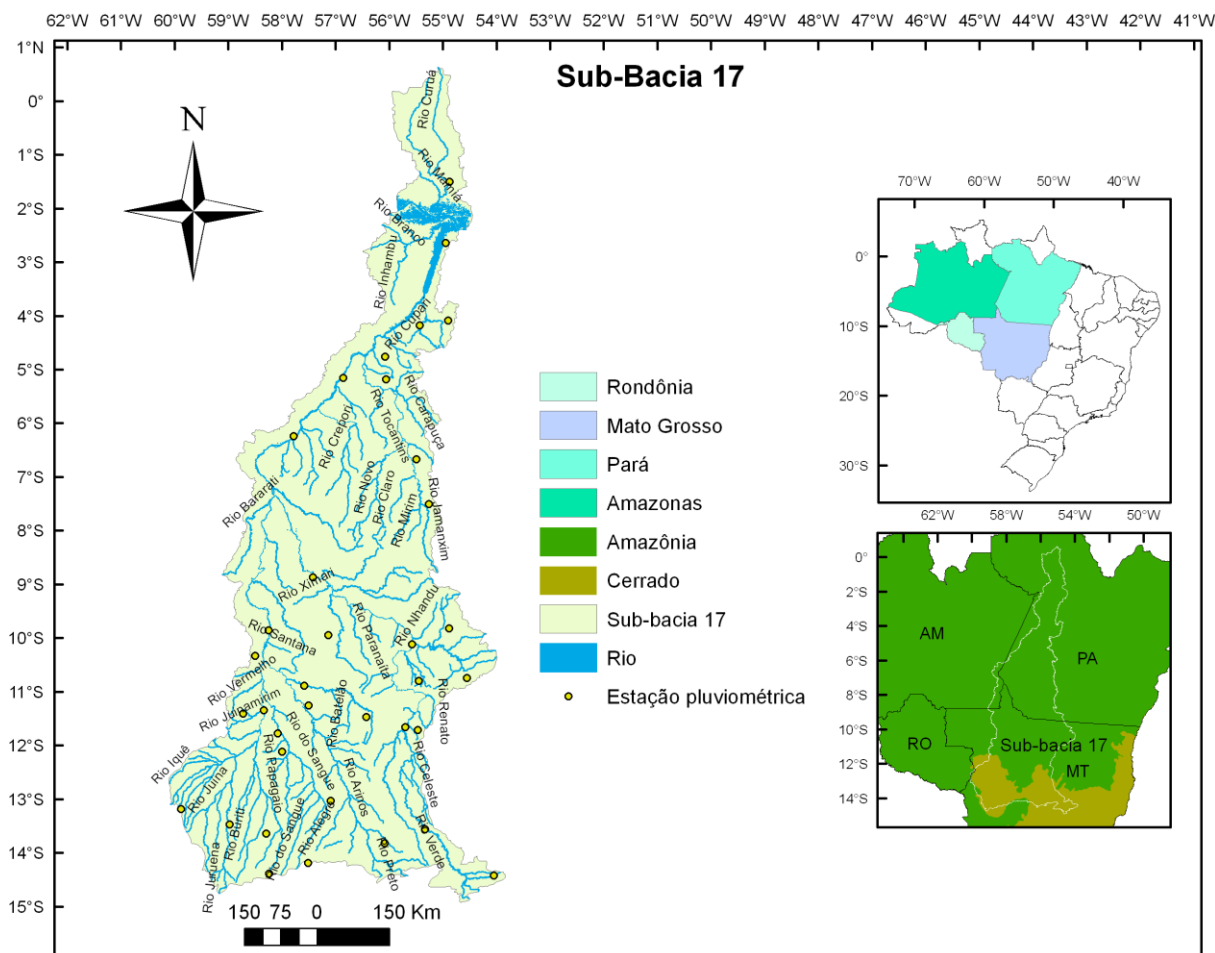 62°W 61°W 60°W 59°W 58°W 57°W 56°W 55°W 54°W 53°W 52°W 51°W 50°W 49°W 48°W 47°W 46°W 45°W 44°W 43°W 42°W 41°W
1°N
0°
1°S
2°S
3°S
4°S
5°S
6°S
7°S
8°S
9°S
10°S
11°S
12°S
13°S
14°S
15°S
Sub-Bacia 17
N
Rio Curuá
Rio Mamiá
Rio Branco
Rio Inhambu
Rio Cupari
Rio Carapuça
Rio Tocantins
Rio Crepori
Rio Novo
Rio Claro
Rio Mirim
Rio Jamanxim
Rio Bararati
Rio Ximari
Rio Nhandu
Rio Santana
Rio Paranaíta
Rio Vermelho
Rio Juinamirim
Rio Renato
Rio Batelão
Rio do Sangue
Rio Iquê
Rio Juina
Rio Papagaio
Rio Arinos
Rio Celeste
Rio Buriti
Rio do Sangue
Rio Alegre
Rio Verde
Rio Preto
Rio Juruena
150 75 0 150 Km
Rondônia
Mato Grosso
Pará
Amazonas
Amazônia
Cerrado
Sub-bacia 17
Rio
Estação pluviométrica
70°W 60°W 50°W 40°W
0°
10°S
20°S
30°S
62°W 58°W 54°W 50°W
0°
2°S
4°S
6°S
8°S
10°S
12°S
14°S
AM
PA
RO
Sub-bacia 17
MT